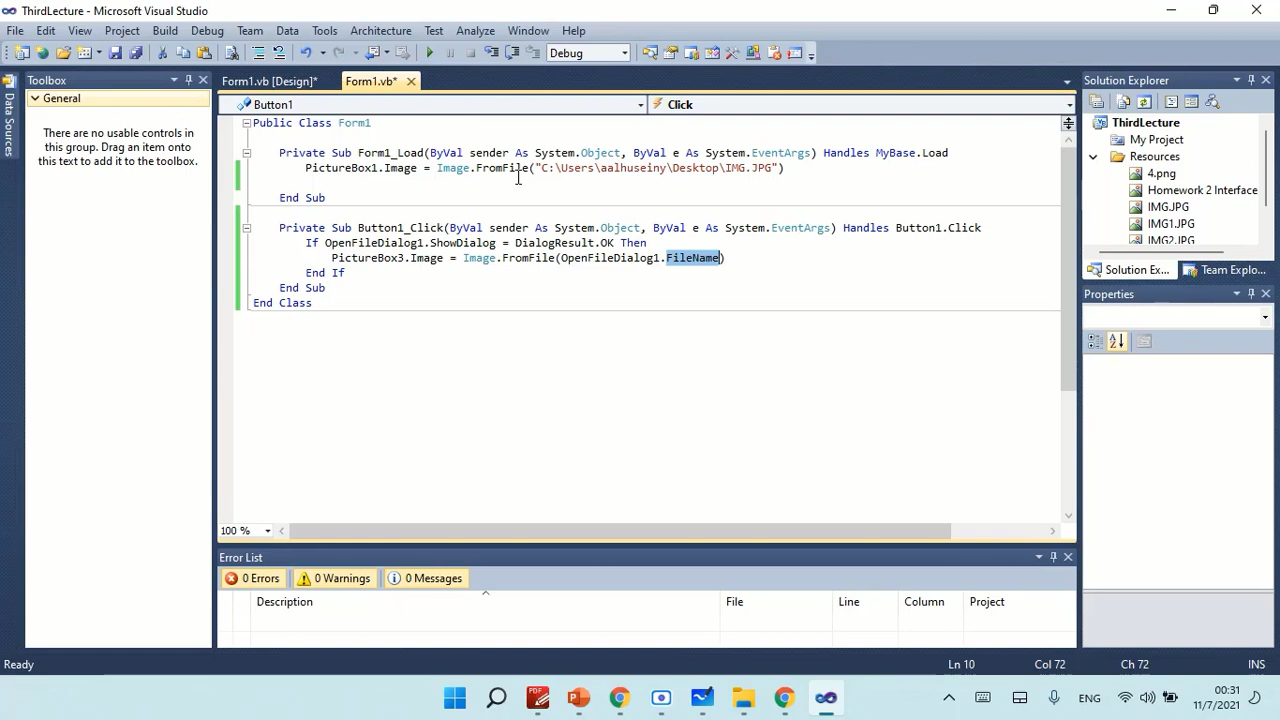 ThirdLecture - Microsoft Visual Studio
File Edit View Project Build Debug Team Data Tools Architecture Test Analyze Window Help
Debug
Toolbox
General
There are no usable controls in
this group. Drag an item onto
this text to add it to the toolbox.
Data Sources
Form1.vb [Design]* Form1.vb*
Button1 Click
Public Class Form1
Private Sub Form1_Load(ByVal sender As System.Object, ByVal e As System.EventArgs) Handles MyBase.Load
PictureBox1.Image = Image.FromFile("C:\Users\aalhuseiny\Desktop\IMG.JPG")
End Sub
Private Sub Button1_Click(ByVal sender As System.Object, ByVal e As System.EventArgs) Handles Button1.Click
If OpenFileDialog1.ShowDialog = DialogResult.OK Then
PictureBox3.Image = Image.FromFile(OpenFileDialog1.FileName)
End If
End Sub
End Class
100 %
Error List
0 Errors 0 Warnings 0 Messages
Description File Line Column Project
Solution Explorer
ThirdLecture
My Project
Resources
4.png
Homework 2 Interface
IMG.JPG
IMG1.JPG
IMG2.JPG
Solution Ex... Team Explo...
Properties
Ready Ln 10 Col 72 Ch 72 INS
PDF
ENG
00:31
11/7/2021